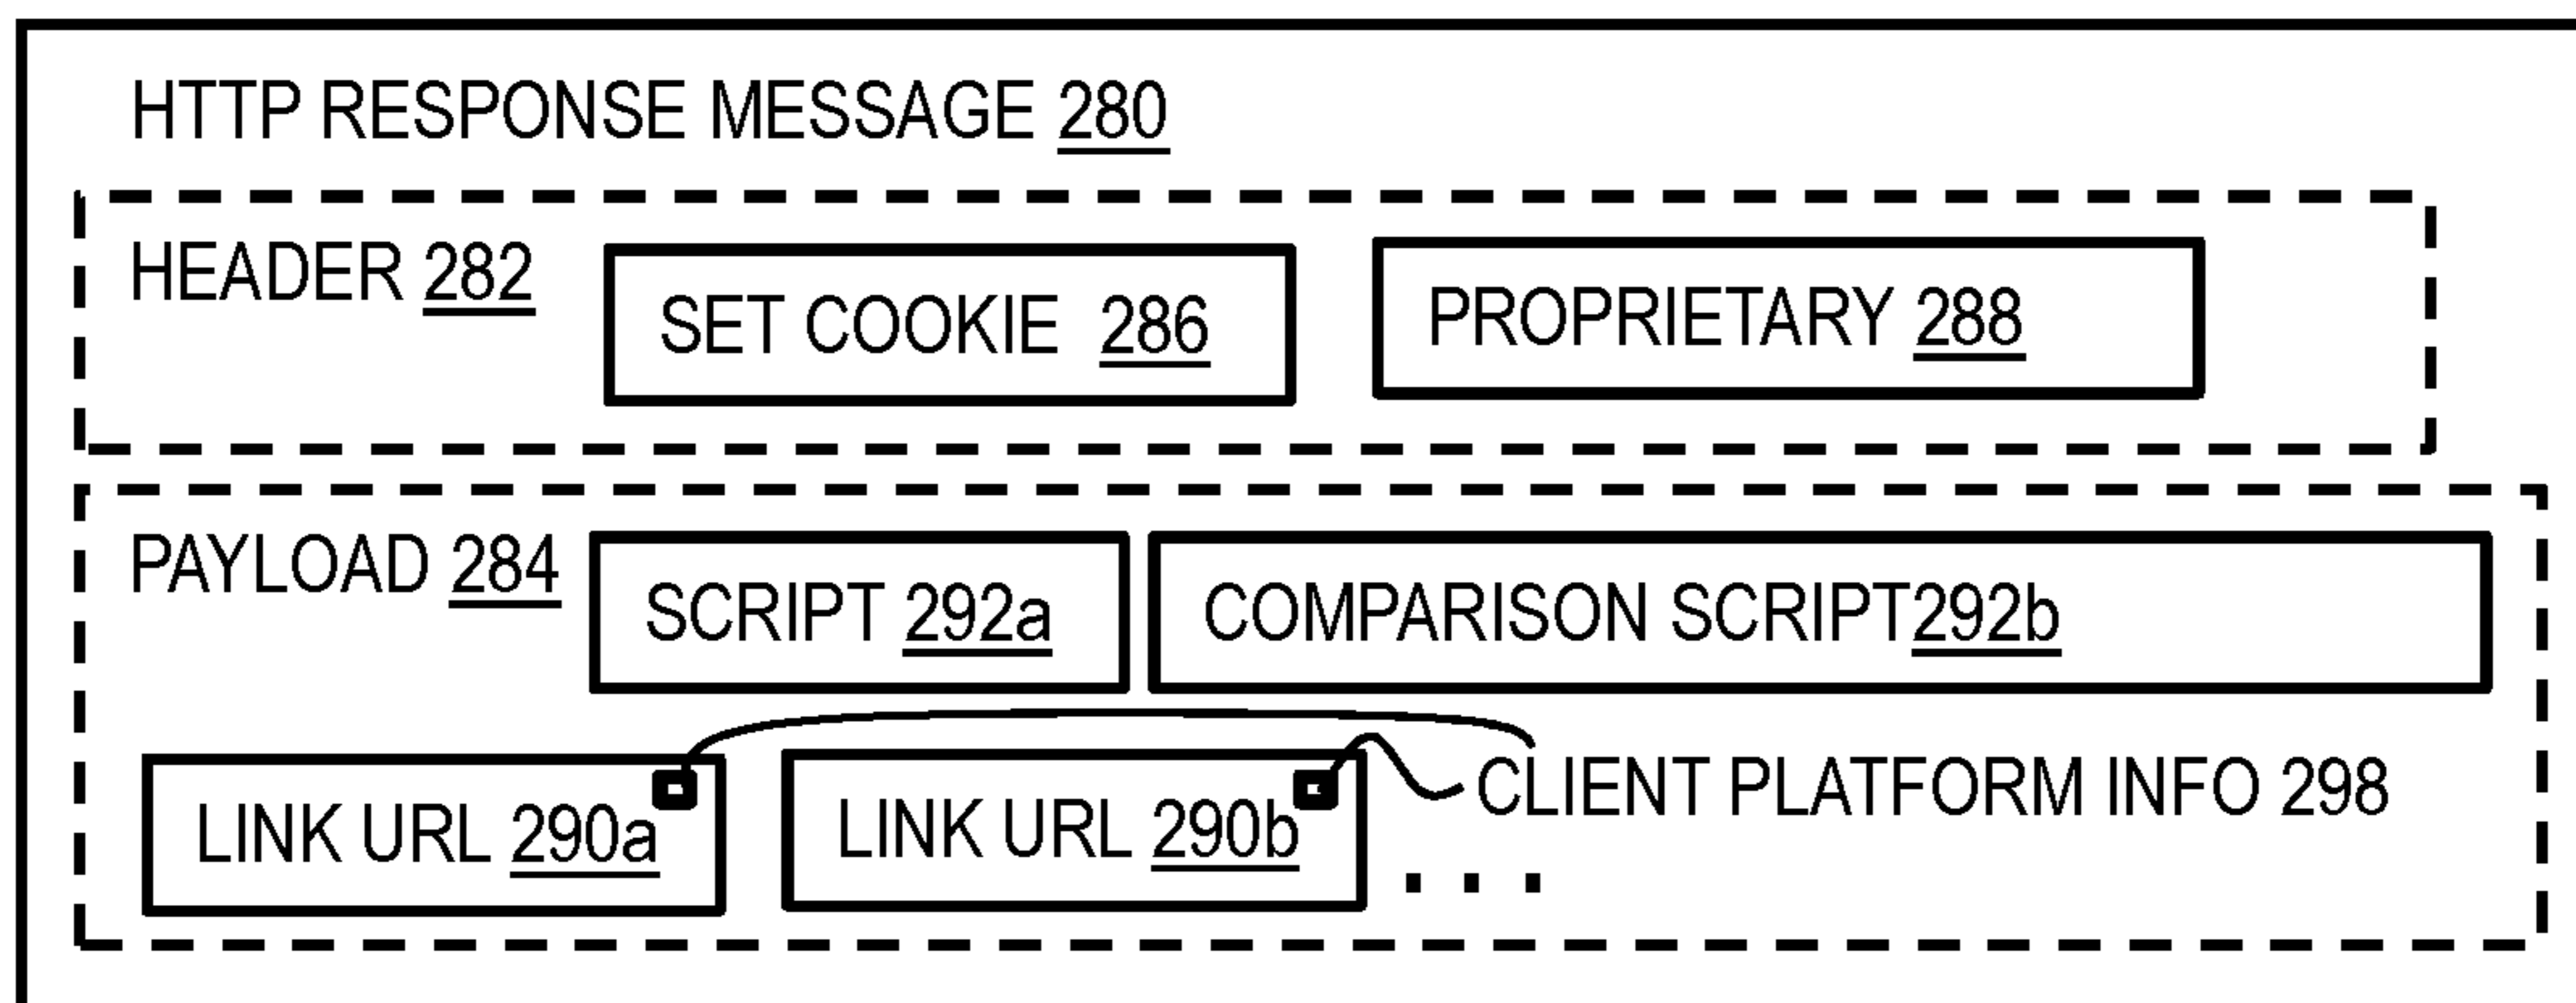 HTTP RESPONSE MESSAGE 280
HEADER 282
SET COOKIE 286
PROPRIETARY 288
PAYLOAD 284
SCRIPT 292a
COMPARISON SCRIPT292b
LINK URL 290a
LINK URL 290b
CLIENT PLATFORM INFO 298
. . .